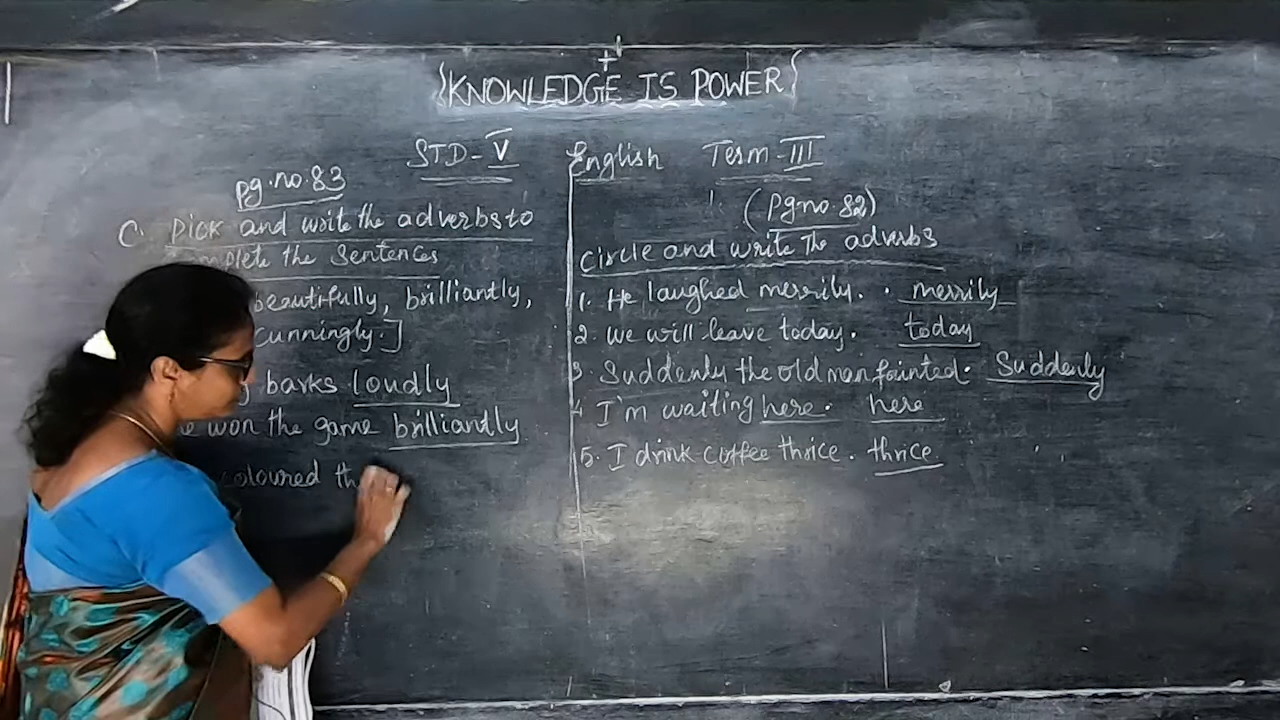 {KNOWLEDGE IS POWER}
STD-V English Term-III
pg.no.83
C. Pick and write the adverbs to
the Sentences
beautifully, brilliantly,
cunningly.]
barks loudly
won the game brilliantly
coloured
(Pg no. 82)
Circle and write the adverbs
1. He laughed merrily. merrily
2. We will leave today. today
3. Suddenly the old man fainted. Suddenly
4 I'm waiting here. here
5. I drink coffee thrice. thrice